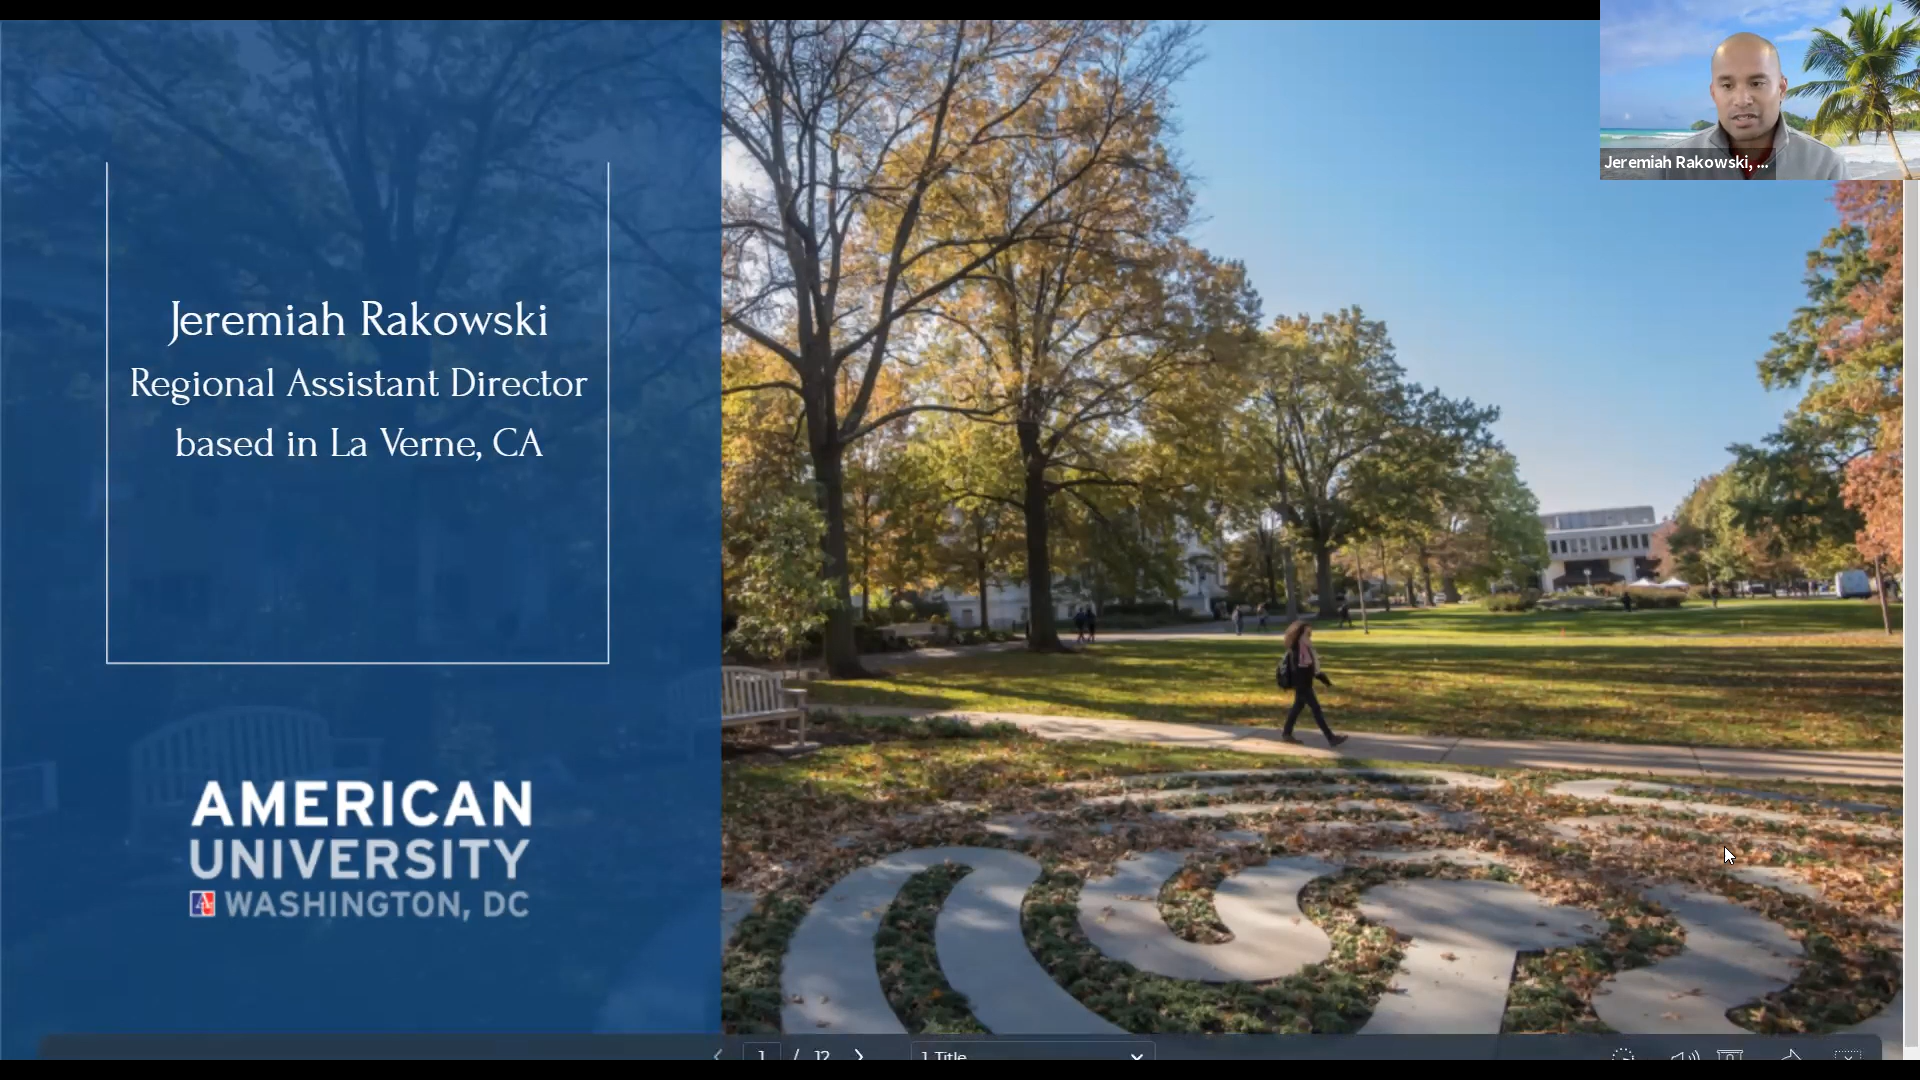 Jeremiah Rakowski, ...
Jeremiah Rakowski
Regional Assistant Director
based in La Verne, CA
AMERICAN
UNIVERSITY
WASHINGTON, DC
1 / 12
1 Title